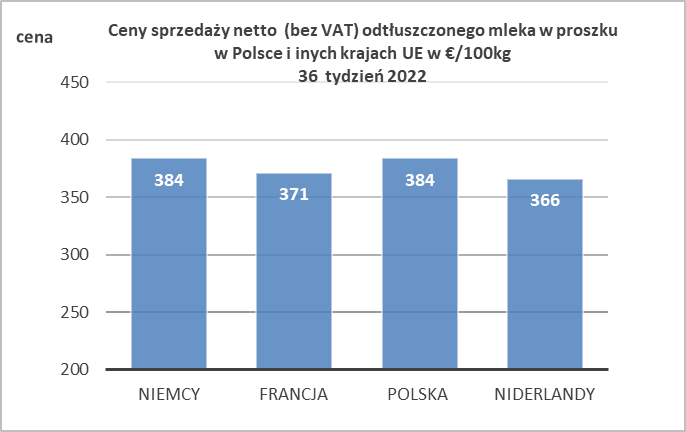 cena
Ceny sprzedaży netto (bez VAT) odtłuszczonego mleka w proszku
w Polsce i inych krajach UE w €/100kg
36 tydzień 2022
450
400
350
300
250
200
384
371
384
366
NIEMCY
FRANCJA
POLSKA
NIDERLANDY